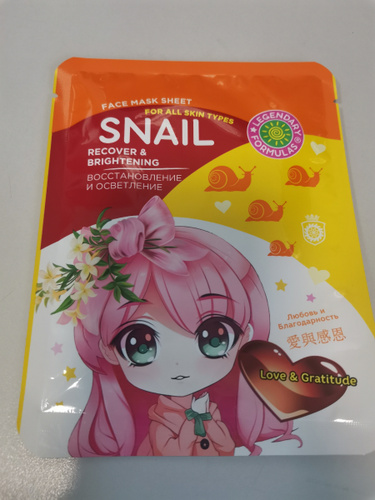 FACE MASK SHEET
FOR ALL SKIN TYPES
SNAIL
LEGENDARY
FORMULAS
RECOVER &
BRIGHTENING
ВОССТАНОВЛЕНИЕ
И ОСВЕТЛЕНИЕ
Любовь и
Благодарность
愛與感恩
Love & Gratitude